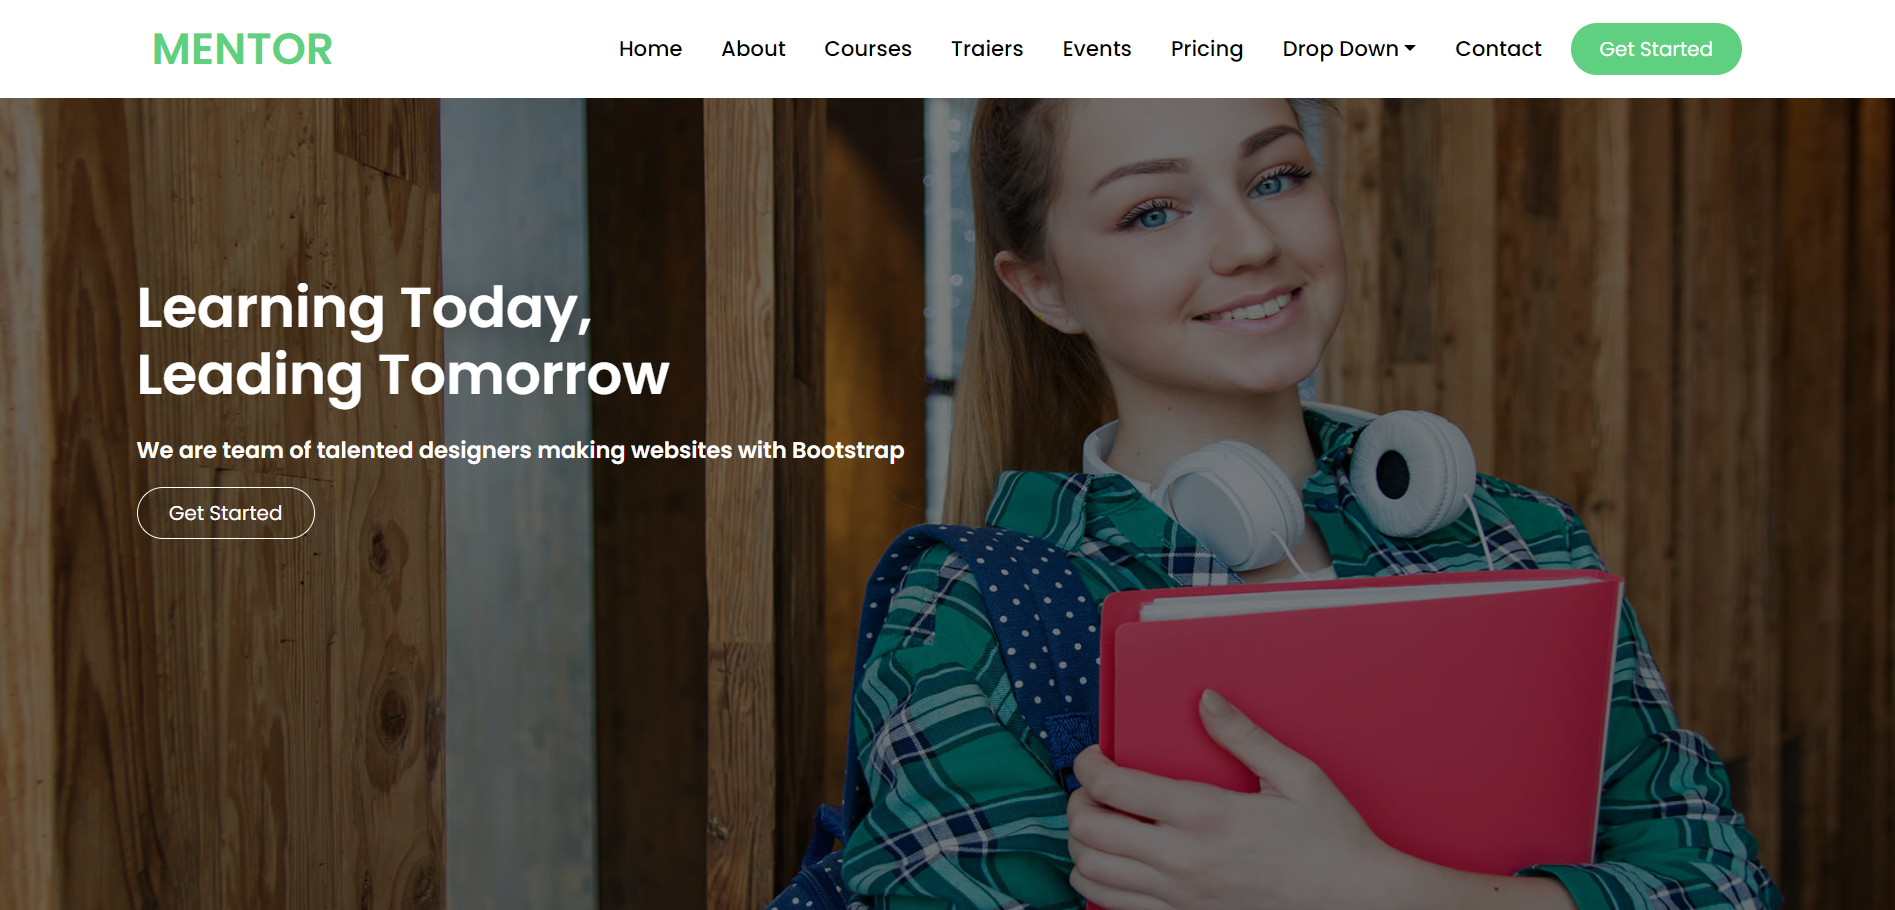 MENTOR
Home About Courses Traiers Events Pricing Drop Down Contact Get Started
Learning Today,
Leading Tomorrow
We are team of talented designers making websites with Bootstrap
Get Started